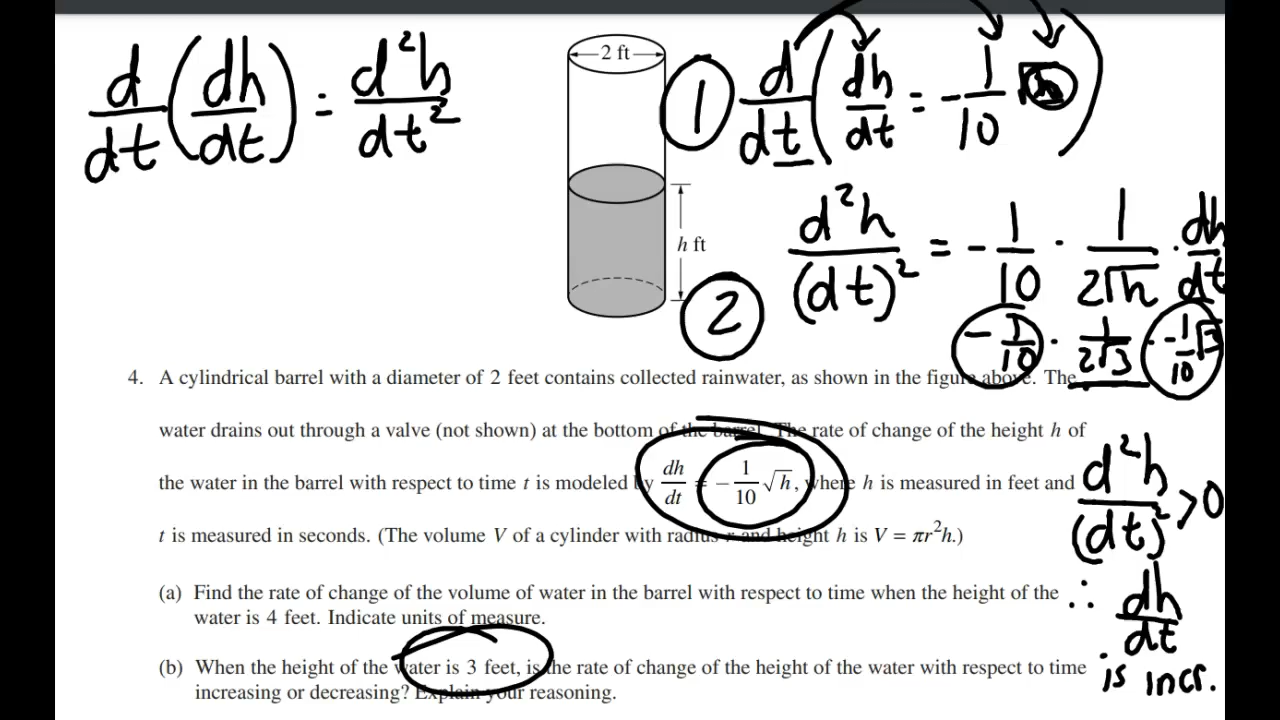 d/dt (dh/dt) = d²h/dt²
2 ft
h ft
① d/dt (dh/dt = -1/10 √h)
② d²h/(dt)² = -1/10 · 1/2√h · dh/dt
-1/10 · 1/2√3 · -1/10 √3
4. A cylindrical barrel with a diameter of 2 feet contains collected rainwater, as shown in the figure above. The
water drains out through a valve (not shown) at the bottom of the barrel. The rate of change of the height h of
the water in the barrel with respect to time t is modeled by dh/dt = -1/10 √h, where h is measured in feet and
t is measured in seconds. (The volume V of a cylinder with radius r and height h is V = πr²h.)
(a) Find the rate of change of the volume of water in the barrel with respect to time when the height of the
water is 4 feet. Indicate units of measure.
(b) When the height of the water is 3 feet, is the rate of change of the height of the water with respect to time
increasing or decreasing? Explain your reasoning.
d²h/(dt)² > 0
∴ dh/dt
is incr.